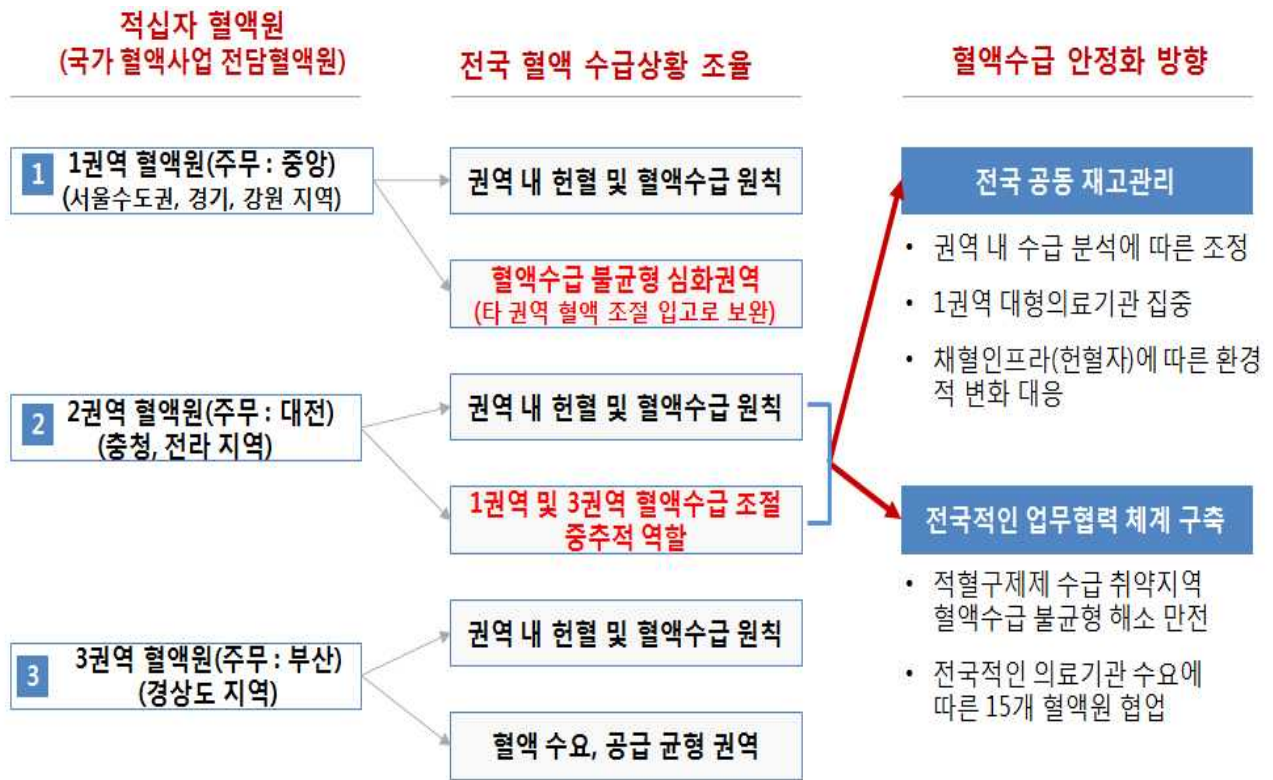 적십자 혈액원
(국가 혈액사업 전담혈액원)
전국 혈액 수급상황 조율
혈액수급 안정화 방향
1
1권역 혈액원(주무 : 중앙)
(서울수도권, 경기, 강원 지역)
권역 내 헌혈 및 혈액수급 원칙
혈액수급 불균형 심화권역
(타 권역 혈액 조절 입고로 보완)
2
2권역 혈액원(주무 : 대전)
(충청, 전라 지역)
권역 내 헌혈 및 혈액수급 원칙
1권역 및 3권역 혈액수급 조절
중추적 역할
3
3권역 혈액원(주무 : 부산)
(경상도 지역)
권역 내 헌혈 및 혈액수급 원칙
혈액 수요, 공급 균형 권역
전국 공동 재고관리
• 권역 내 수급 분석에 따른 조정
• 1권역 대형의료기관 집중
• 채혈인프라(헌혈자)에 따른 환경
적 변화 대응
전국적인 업무협력 체계 구축
• 적혈구제제 수급 취약지역
혈액수급 불균형 해소 만전
• 전국적인 의료기관 수요에
따른 15개 혈액원 협업